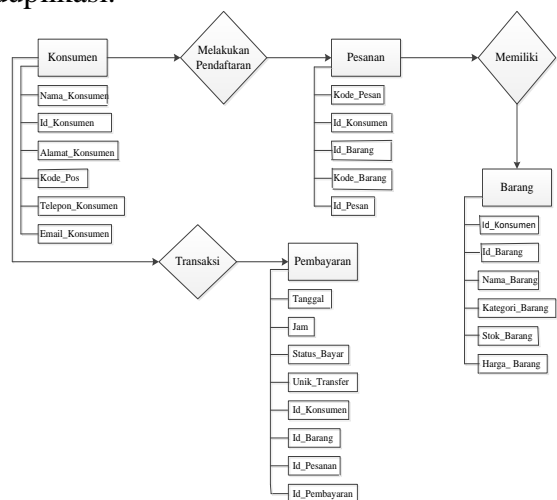 duplikasi.
Konsumen
Melakukan
Pendaftaran
Pesanan
Memiliki
Nama_Konsumen
Id_Konsumen
Alamat_Konsumen
Kode_Pos
Telepon_Konsumen
Email_Konsumen
Kode_Pesan
Id_Konsumen
Id_Barang
Kode_Barang
Id_Pesan
Barang
Id_Konsumen
Id_Barang
Nama_Barang
Kategori_Barang
Stok_Barang
Harga_ Barang
Transaksi
Pembayaran
Tanggal
Jam
Status_Bayar
Unik_Transfer
Id_Konsumen
Id_Barang
Id_Pesanan
Id_Pembayaran